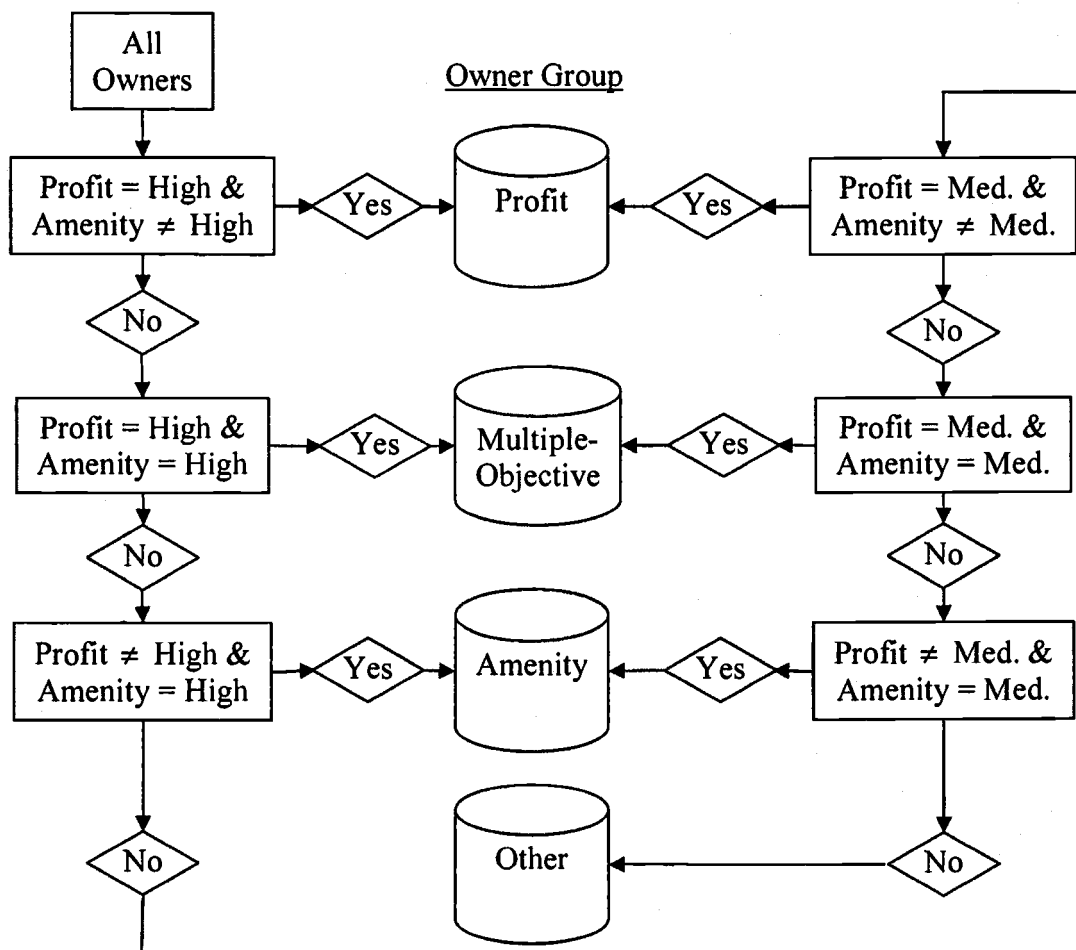 All
Owners
Owner Group
Profit = High &
Amenity ≠ High
Yes
Profit
Yes
Profit = Med. &
Amenity ≠ Med.
No
No
Profit = High &
Amenity = High
Yes
Multiple-
Objective
Yes
Profit = Med. &
Amenity = Med.
No
No
Profit ≠ High &
Amenity = High
Yes
Amenity
Yes
Profit ≠ Med. &
Amenity = Med.
No
Other
No